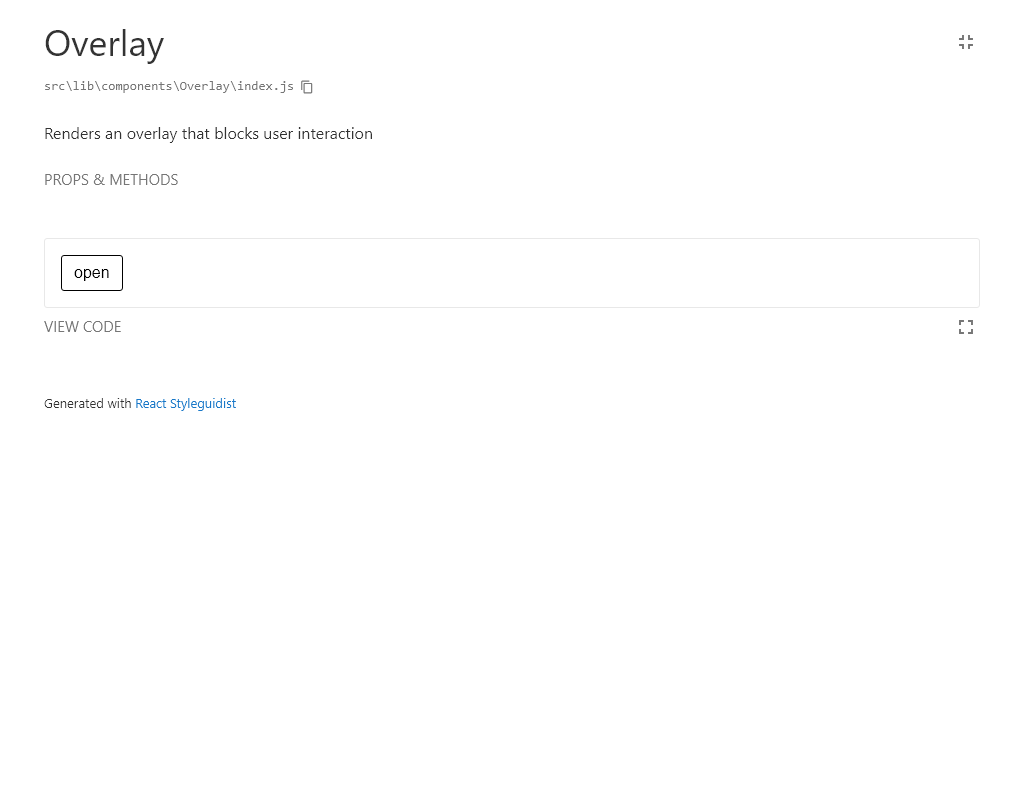 Overlay
src\lib\components\Overlay\index.js
Renders an overlay that blocks user interaction
PROPS & METHODS
open
VIEW CODE
Generated with React Styleguidist